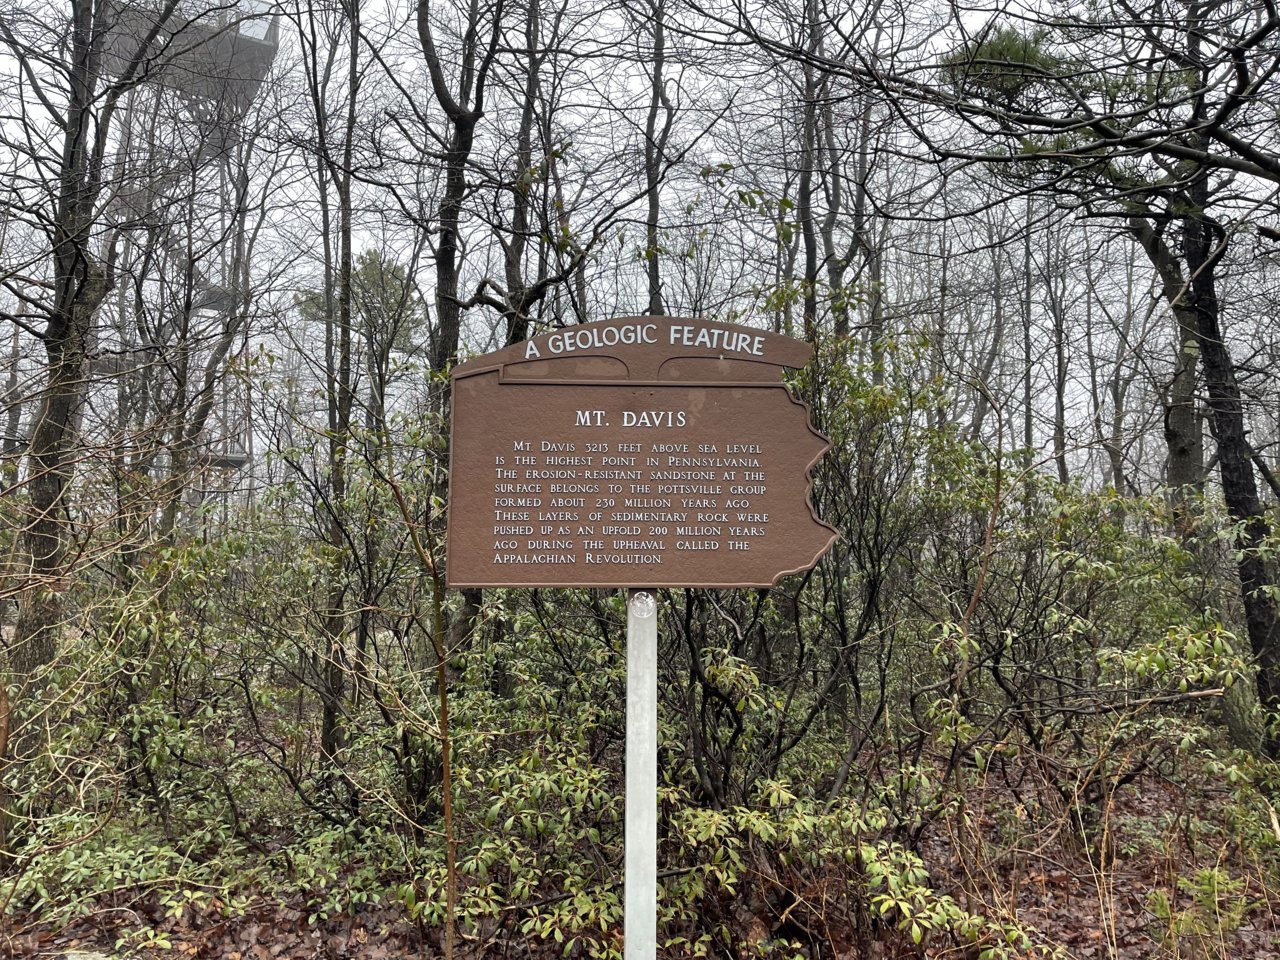 A GEOLOGIC FEATURE
MT. DAVIS
MT. DAVIS 3213 FEET ABOVE SEA LEVEL
IS THE HIGHEST POINT IN PENNSYLVANIA.
THE EROSION-RESISTANT SANDSTONE AT THE
SURFACE BELONGS TO THE POTTSVILLE GROUP
FORMED ABOUT 230 MILLION YEARS AGO.
THESE LAYERS OF SEDIMENTARY ROCK WERE
PUSHED UP AS AN UPFOLD 200 MILLION YEARS
AGO DURING THE UPHEAVAL CALLED THE
APPALACHIAN REVOLUTION.